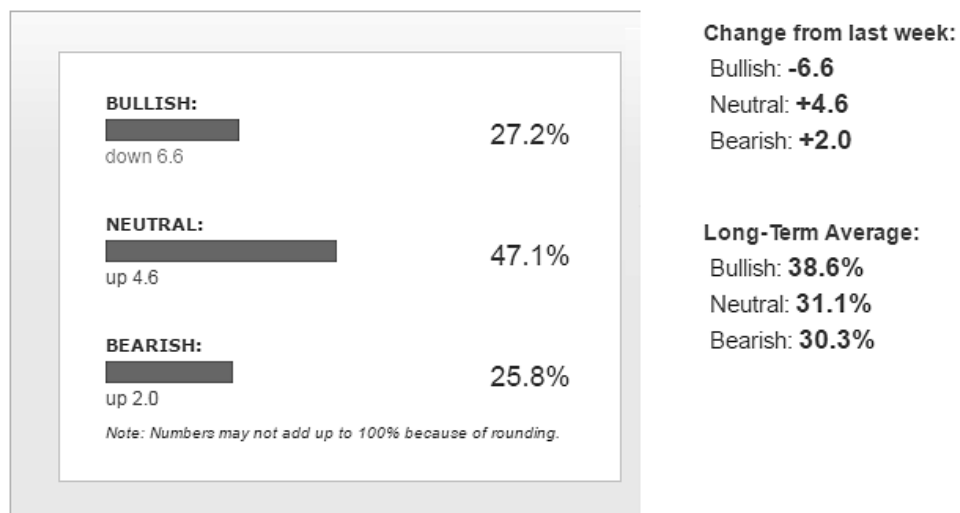 BULLISH:
27.2%
down 6.6
NEUTRAL:
47.1%
up 4.6
BEARISH:
25.8%
up 2.0
Note: Numbers may not add up to 100% because of rounding.
Change from last week:
Bullish: -6.6
Neutral: +4.6
Bearish: +2.0
Long-Term Average:
Bullish: 38.6%
Neutral: 31.1%
Bearish: 30.3%